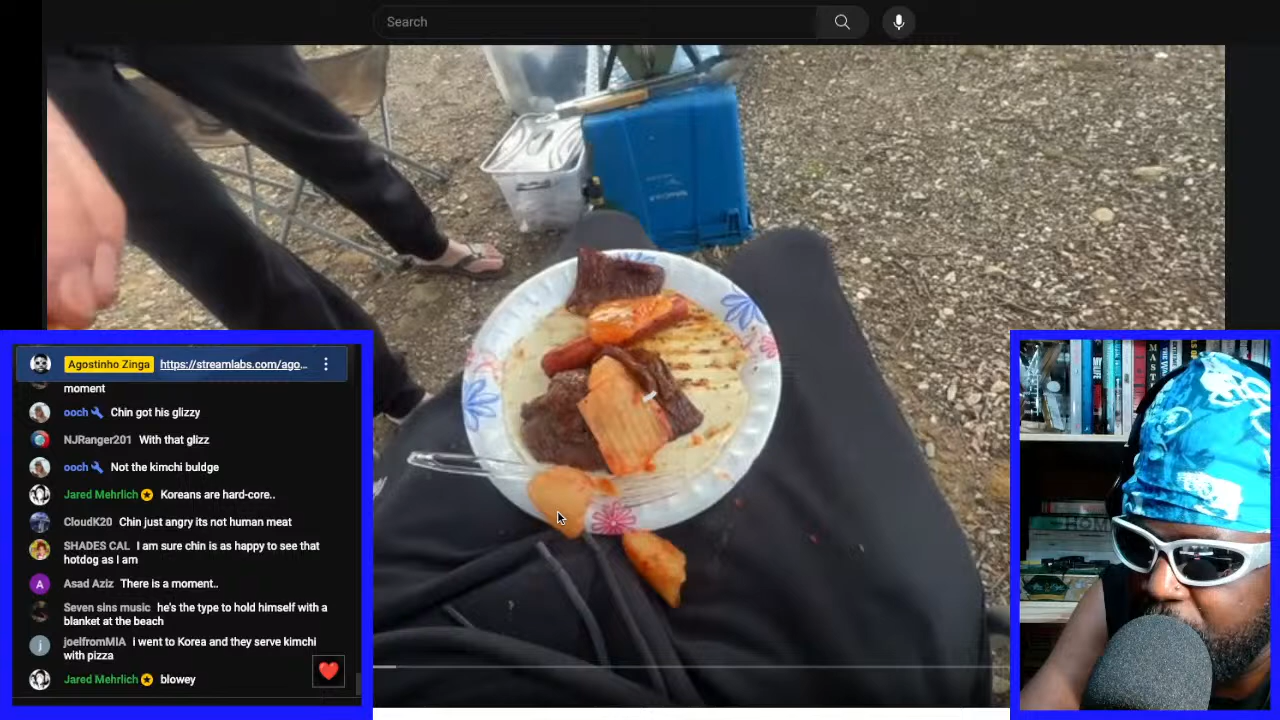 Search
Agostinho Zinga https://streamlabs.com/ago...
moment
ooch Chin got his glizzy
NJRanger201 With that glizz
ooch Not the kimchi buldge
Jared Mehrlich Koreans are hard-core..
CloudK20 Chin just angry its not human meat
SHADES CAL I am sure chin is as happy to see that
hotdog as I am
A Asad Aziz There is a moment..
Seven sins music he's the type to hold himself with a
blanket at the beach
j joelfromMIA i went to Korea and they serve kimchi
with pizza
Jared Mehrlich blowey